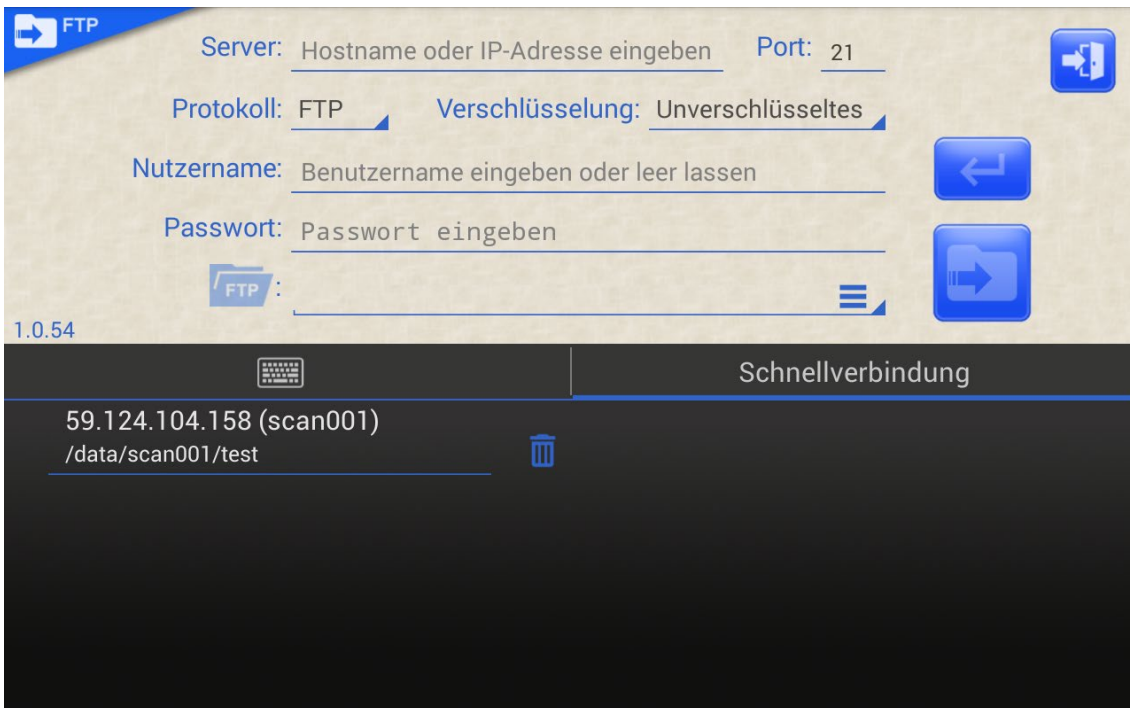 FTP
Server: Hostname oder IP-Adresse eingeben Port: 21
Protokoll: FTP Verschlüsselung: Unverschlüsseltes
Nutzername: Benutzername eingeben oder leer lassen
Passwort: Passwort eingeben
FTP :
1.0.54
Schnellverbindung
59.124.104.158 (scan001)
/data/scan001/test